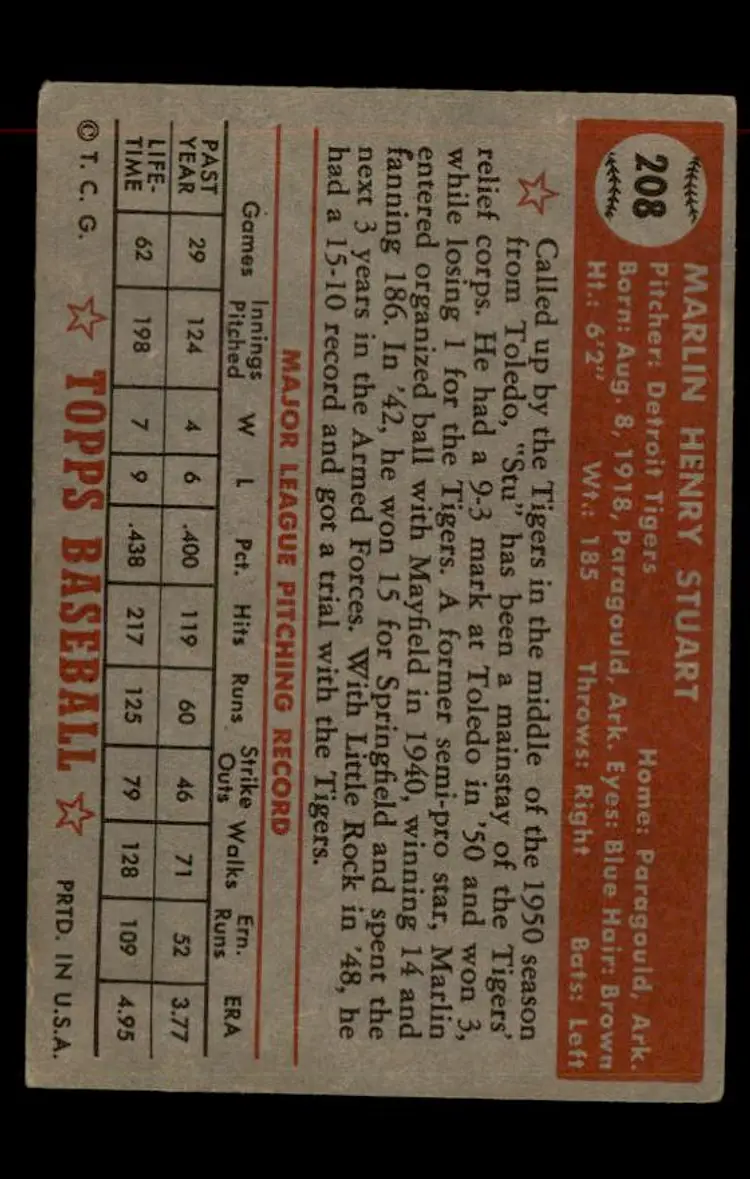 208
MARLIN HENRY STUART
Pitcher: Detroit Tigers Home: Paragould, Ark.
Born: Aug. 8, 1918, Paragould, Ark. Eyes: Blue Hair: Brown
Ht.: 6'2" Wt.: 185 Throws: Right Bats: Left
Called up by the Tigers in the middle of the 1950 season
from Toledo, "Stu" has been a mainstay of the Tigers'
relief corps. He had a 9-3 mark at Toledo in '50 and won 3,
while losing 1 for the Tigers. A former semi-pro star, Marlin
entered organized ball with Mayfield in 1940, winning 14 and
fanning 186. In '42, he won 15 for Springfield and spent the
next 3 years in the Armed Forces. With Little Rock in '48, he
had a 15-10 record and got a trial with the Tigers.
MAJOR LEAGUE PITCHING RECORD
Games Innings Pitched W L Pct. Hits Runs Strike Outs Walks Ern. Runs ERA
PAST YEAR 29 124 4 6 .400 119 60 46 71 52 3.77
LIFE-TIME 62 198 7 9 .438 217 125 79 128 109 4.95
© T. C. G. TOPPS BASEBALL PRTD. IN U.S.A.